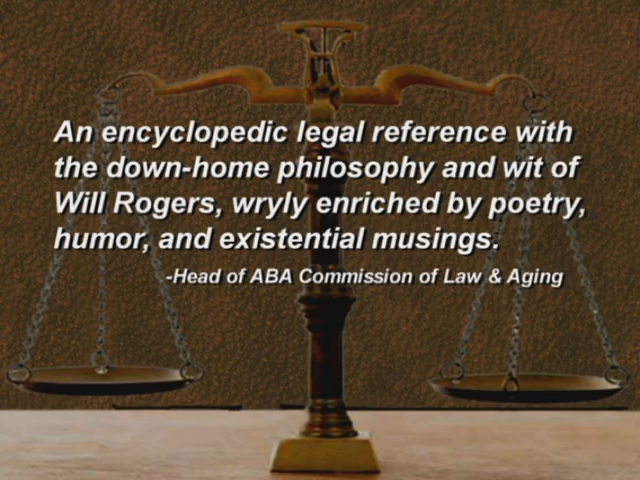 An encyclopedic legal reference with
the down-home philosophy and wit of
Will Rogers, wryly enriched by poetry,
humor, and existential musings.
-Head of ABA Commission of Law & Aging